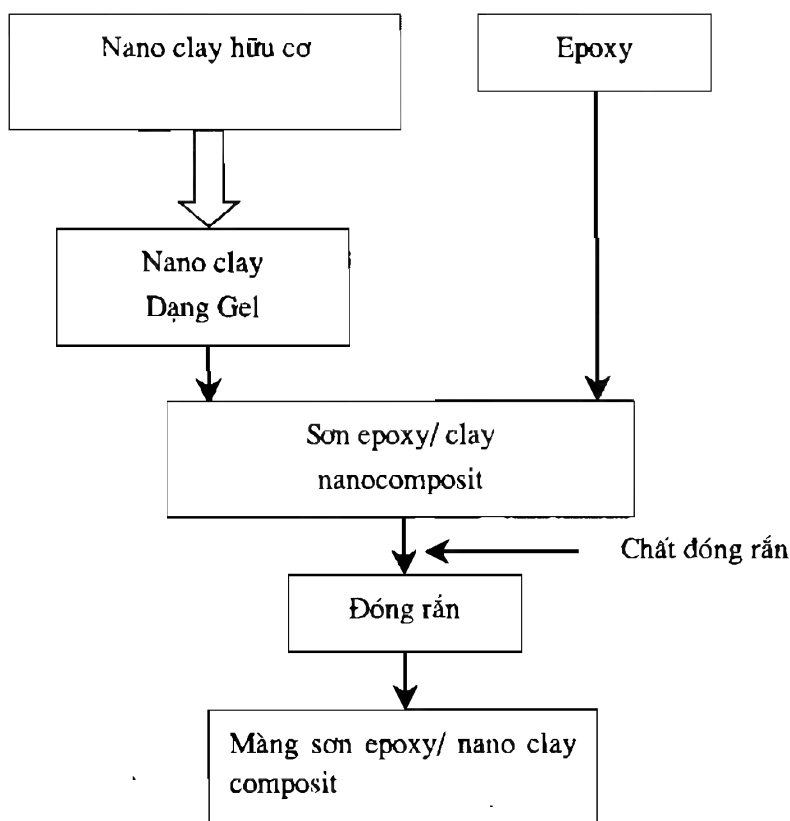 Nano clay hữu cơ
Epoxy
Nano clay
Dạng Gel
Sơn epoxy/ clay
nanocomposit
Chất đóng rắn
Đóng rắn
Màng sơn epoxy/ nano clay
composit